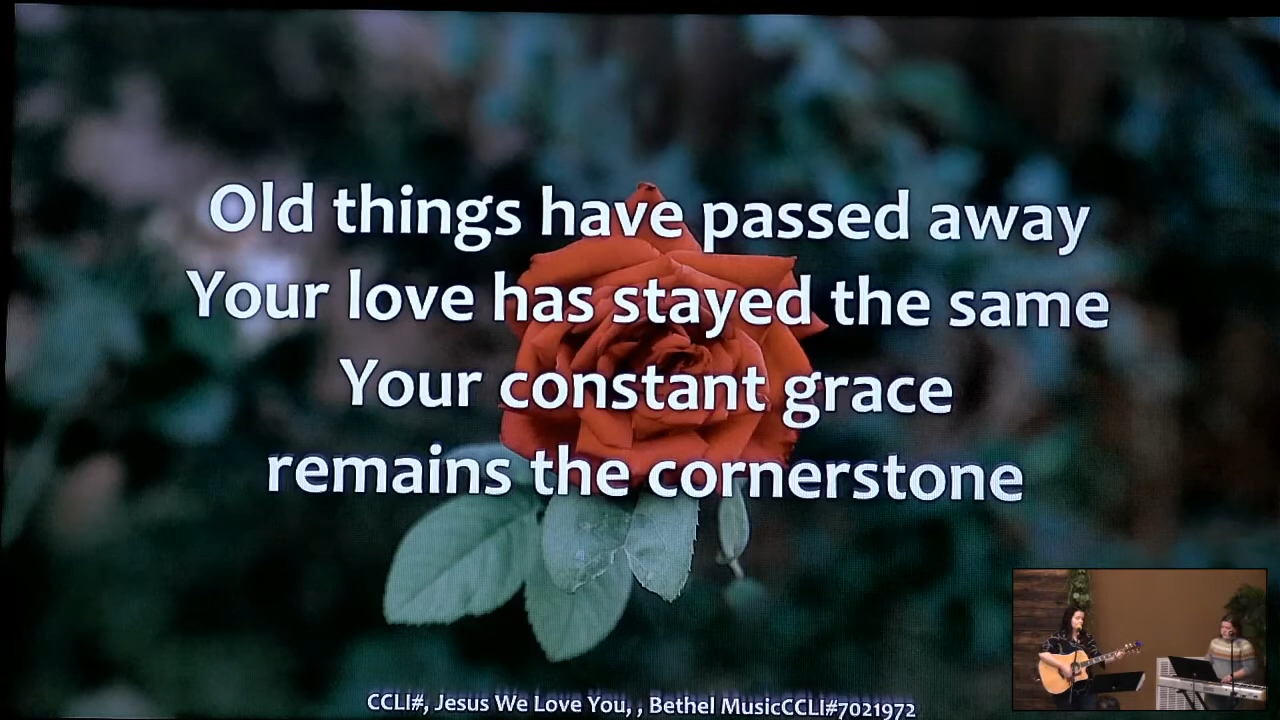 Old things have passed away
Your love has stayed the same
Your constant grace
remains the cornerstone
CCLI#, Jesus We Love You, , Bethel MusicCCLI#7021972